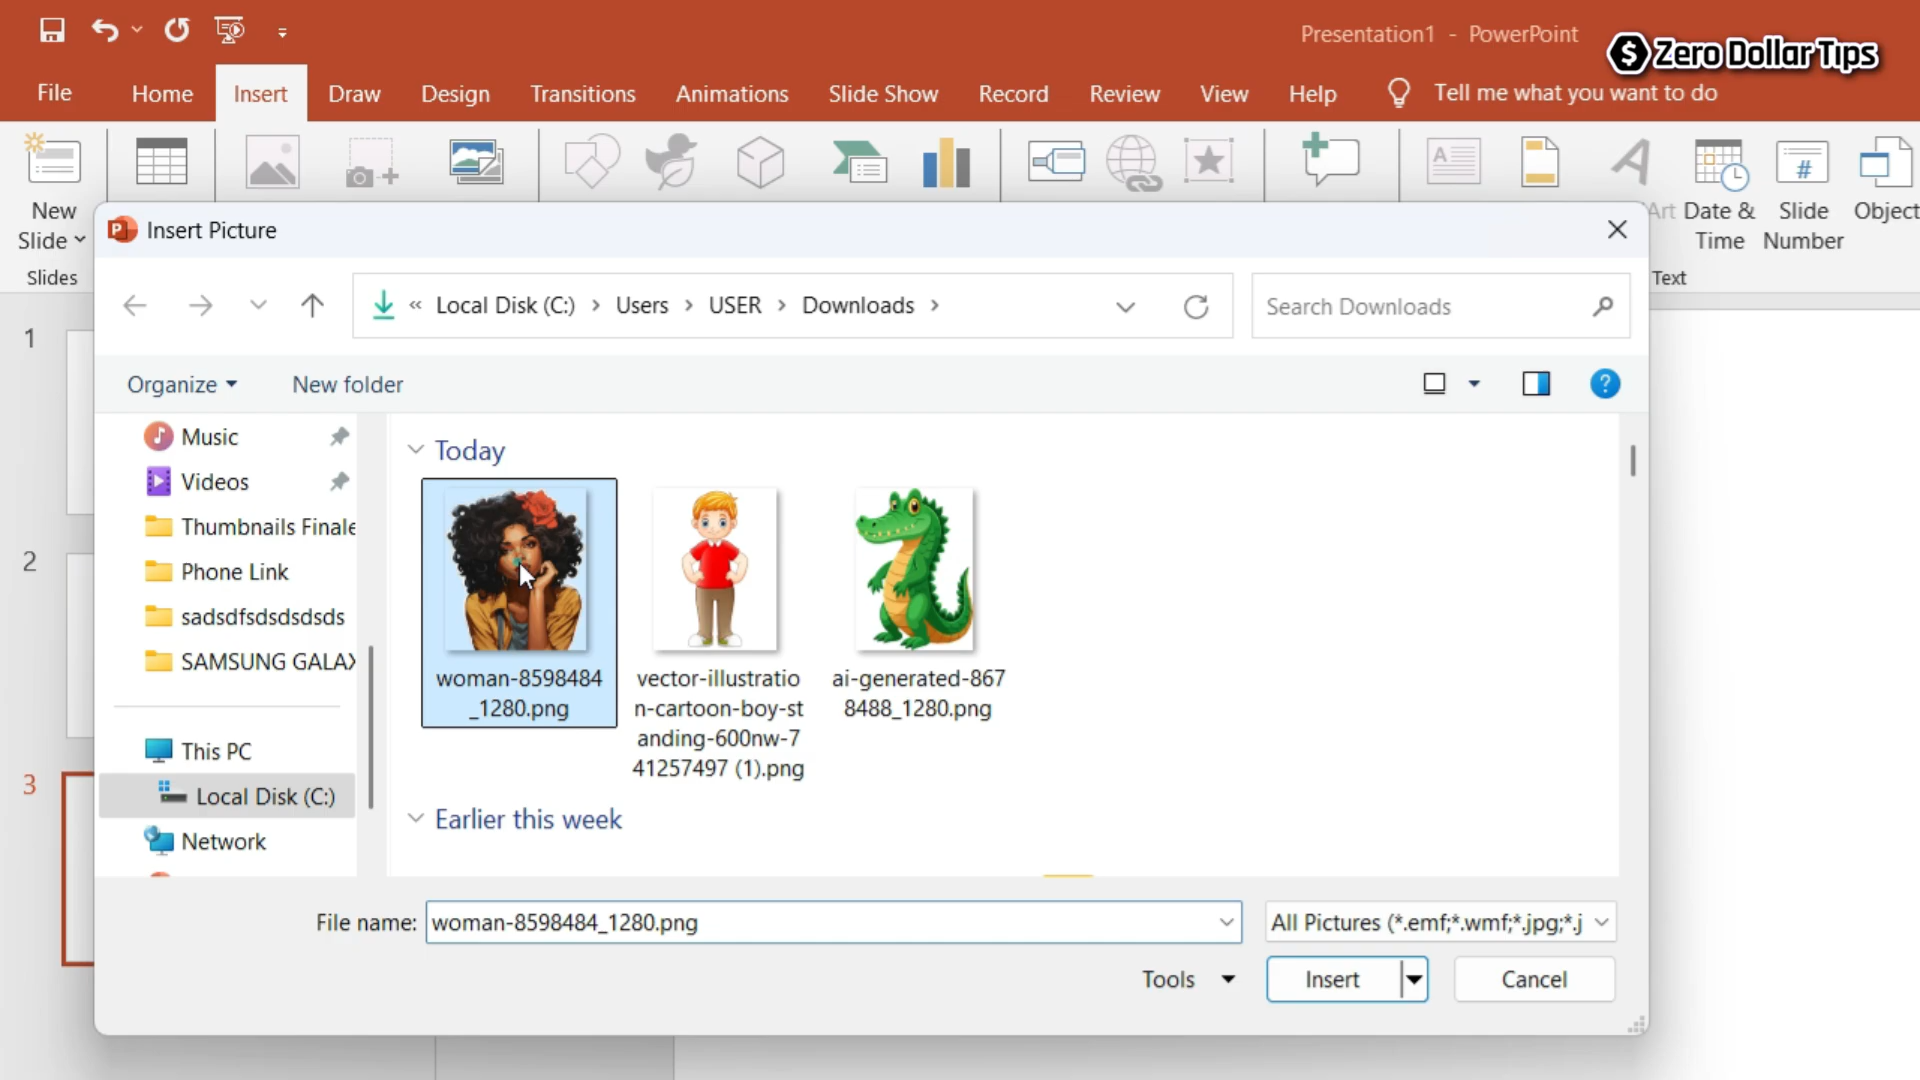 Presentation1 - PowerPoint
$ Zero Dollar Tips
File Home Insert Draw Design Transitions Animations Slide Show Record Review View Help Tell me what you want to do
New
Slide
Slides
Art
Date &
Time
Slide
Number
Object
Text
Insert Picture
« Local Disk (C:) > Users > USER > Downloads >
Search Downloads
Organize
New folder
1
2
3
Music
Videos
Thumbnails Finale
Phone Link
sadsdfsdsdsdsds
SAMSUNG GALAX
This PC
Local Disk (C:)
Network
Today
woman-8598484
_1280.png
vector-illustratio
n-cartoon-boy-st
anding-600nw-7
41257497 (1).png
ai-generated-867
8488_1280.png
Earlier this week
File name: woman-8598484_1280.png
All Pictures (*.emf;*.wmf;*.jpg;*.j
Tools
Insert
Cancel